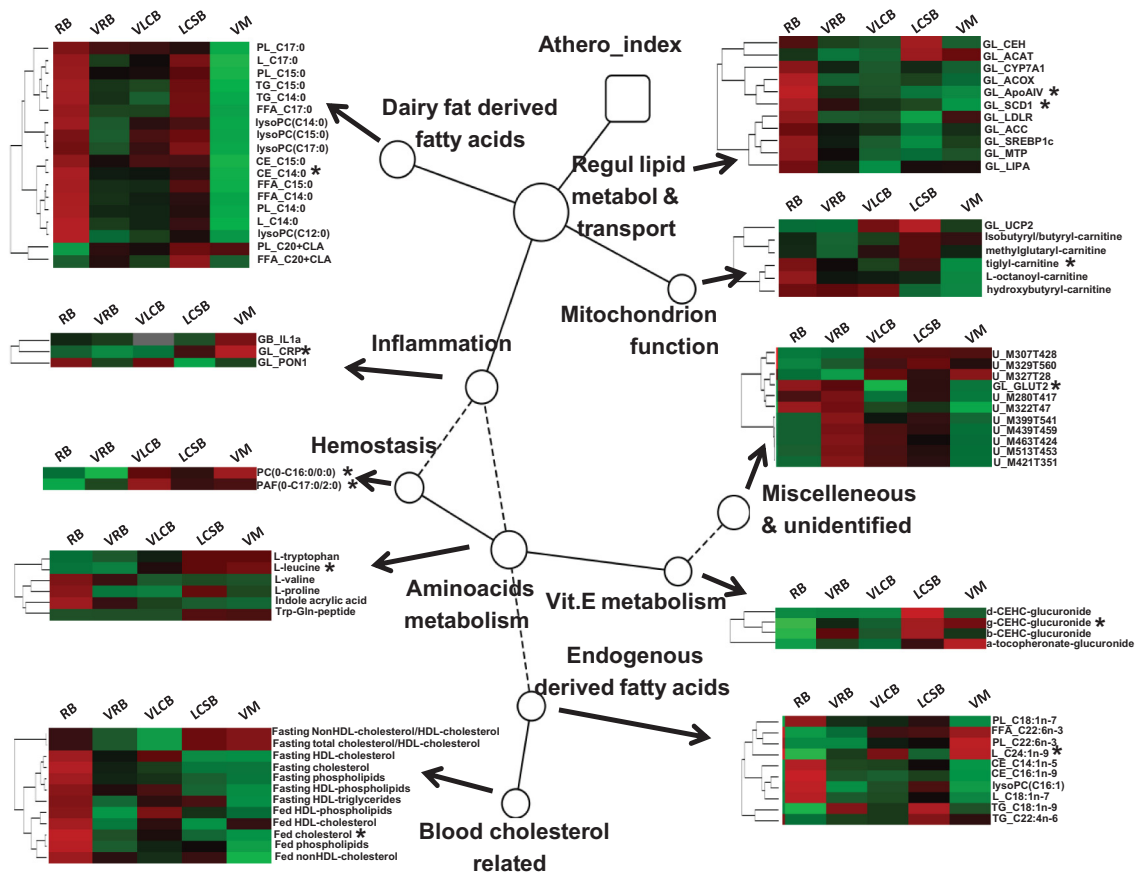 RB VRB VLCB LCSB VM
PL_C17:0
L_C17:0
PL_C15:0
TG_C15:0
TG_C14:0
FFA_C17:0
lysoPC(C14:0)
lysoPC(C15:0)
lysoPC(C17:0)
CE_C15:0
CE_C14:0 *
FFA_C15:0
FFA_C14:0
PL_C14:0
L_C14:0
lysoPC(C12:0)
PL_C20+CLA
FFA_C20+CLA
Dairy fat derived
fatty acids
Athero_index
Regul lipid
metabol &
transport
RB VRB VLCB LCSB VM
GL_CEH
GL_ACAT
GL_CYP7A1
GL_ACOX
GL_ApoAIV *
GL_SCD1 *
GL_LDLR
GL_ACC
GL_SREBP1c
GL_MTP
GL_LIPA
RB VRB VLCB LCSB VM
GL_UCP2
Isobutyryl/butyryl-carnitine
methylglutaryl-carnitine
tiglyl-carnitine *
L-octanoyl-carnitine
hydroxybutyryl-carnitine
Mitochondrion
function
RB VRB VLCB LCSB VM
GB_IL1a
GL_CRP *
GL_PON1
Inflammation
RB VRB VLCB LCSB VM
U_M307T428
U_M329T560
U_M327T28
GL_GLUT2 *
U_M280T417
U_M322T47
U_M399T541
U_M439T459
U_M463T424
U_M513T453
U_M421T351
Miscelleneous
& unidentified
Hemostasis
RB VRB VLCB LCSB VM
PC(0-C16:0/0:0) *
PAF(0-C17:0/2:0) *
RB VRB VLCB LCSB VM
L-tryptophan
L-leucine *
L-valine
L-proline
Indole acrylic acid
Trp-Gln-peptide
Aminoacids
metabolism
Vit.E metabolism
RB VRB VLCB LCSB VM
d-CEHC-glucuronide
g-CEHC-glucuronide *
b-CEHC-glucuronide
a-tocopheronate-glucuronide
Endogenous
derived fatty acids
RB VRB VLCB LCSB VM
PL_C18:1n-7
FFA_C22:6n-3
PL_C22:6n-3
L_C24:1n-9 *
CE_C14:1n-5
CE_C16:1n-9
lysoPC(C16:1)
L_C18:1n-7
TG_C18:1n-9
TG_C22:4n-6
RB VRB VLCB LCSB VM
Fasting NonHDL-cholesterol/HDL-cholesterol
Fasting total cholesterol/HDL-cholesterol
Fasting HDL-cholesterol
Fasting cholesterol
Fasting phospholipids
Fasting HDL-phospholipids
Fasting HDL-triglycerides
Fed HDL-phospholipids
Fed HDL-cholesterol
Fed cholesterol *
Fed phospholipids
Fed nonHDL-cholesterol
Blood cholesterol
related